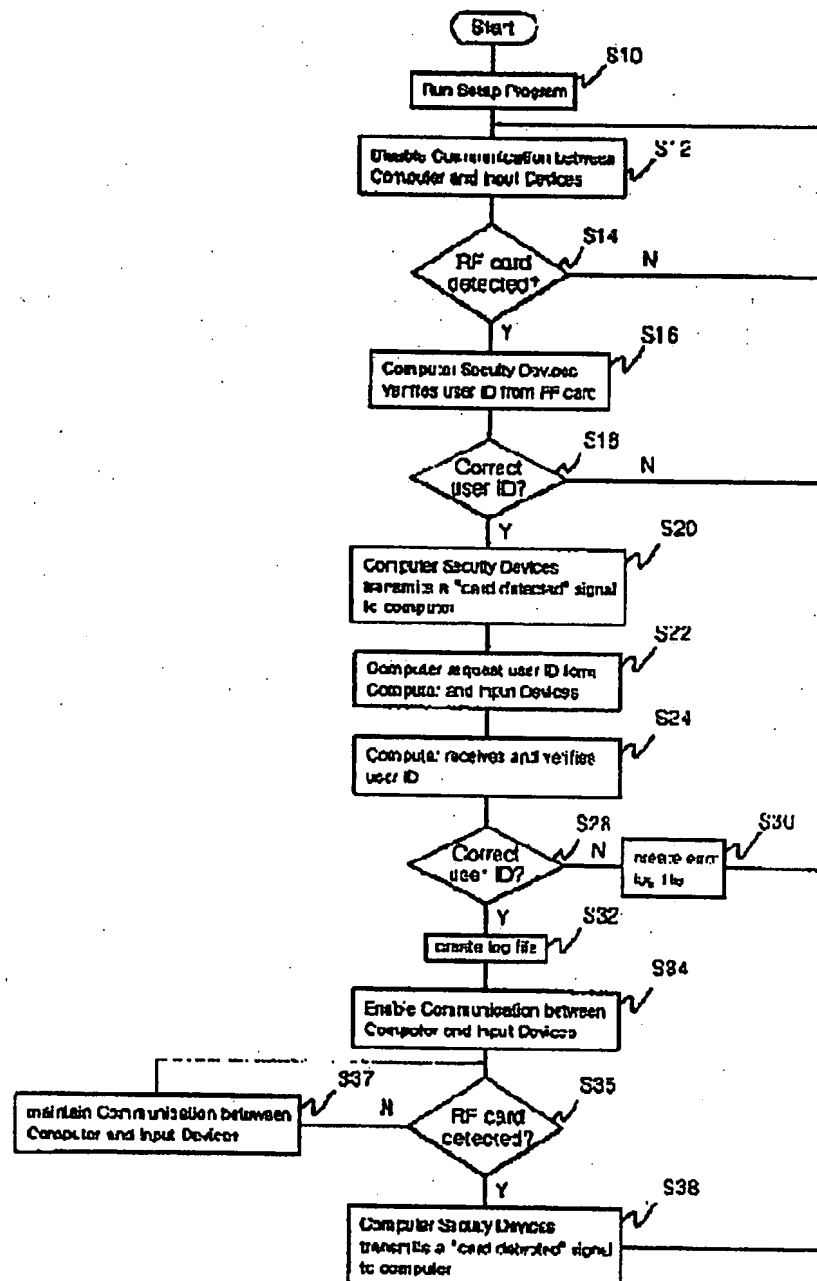 Start
S10
Run Setup Program
S12
Disable Communication between
Computer and Input Devices
S14
RF card
detected?
N
Y
S16
Computer Secuity Devices
Verifies user ID from RF card
S18
Correct
user ID?
N
Y
S20
Computer Security Devices
transmits a "card detected" signal
to computer
S22
Computer request user ID form
Computer and Input Devices
S24
Computer receives and verifies
user ID
S28
Correct
user ID?
N
S30
create error
log file
Y
S32
create log file
S34
Enable Communication between
Computer and Input Devices
S37
maintain Communication between
Computer and Input Devices
N
S35
RF card
detected?
Y
S38
Computer Secuity Devices
transmits a "card detected" signal
to computer